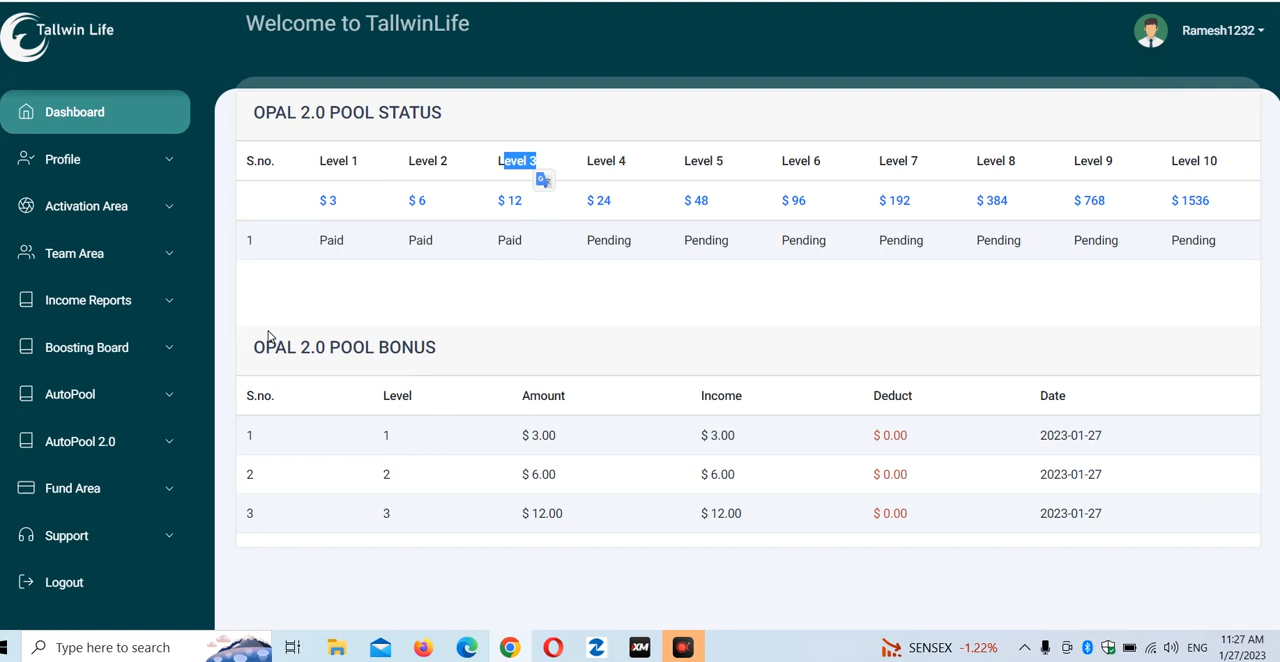 Tallwin Life
Welcome to TallwinLife
Ramesh1232
Dashboard
Profile
Activation Area
Team Area
Income Reports
Boosting Board
AutoPool
AutoPool 2.0
Fund Area
Support
Logout
OPAL 2.0 POOL STATUS
S.no. Level 1 Level 2 Level 3 Level 4 Level 5 Level 6 Level 7 Level 8 Level 9 Level 10
$ 3 $ 6 $ 12 $ 24 $ 48 $ 96 $ 192 $ 384 $ 768 $ 1536
1 Paid Paid Paid Pending Pending Pending Pending Pending Pending Pending
OPAL 2.0 POOL BONUS
S.no. Level Amount Income Deduct Date
1 1 $ 3.00 $ 3.00 $ 0.00 2023-01-27
2 2 $ 6.00 $ 6.00 $ 0.00 2023-01-27
3 3 $ 12.00 $ 12.00 $ 0.00 2023-01-27
Type here to search
XM
SENSEX -1.22%
ENG
11:27 AM
1/27/2023